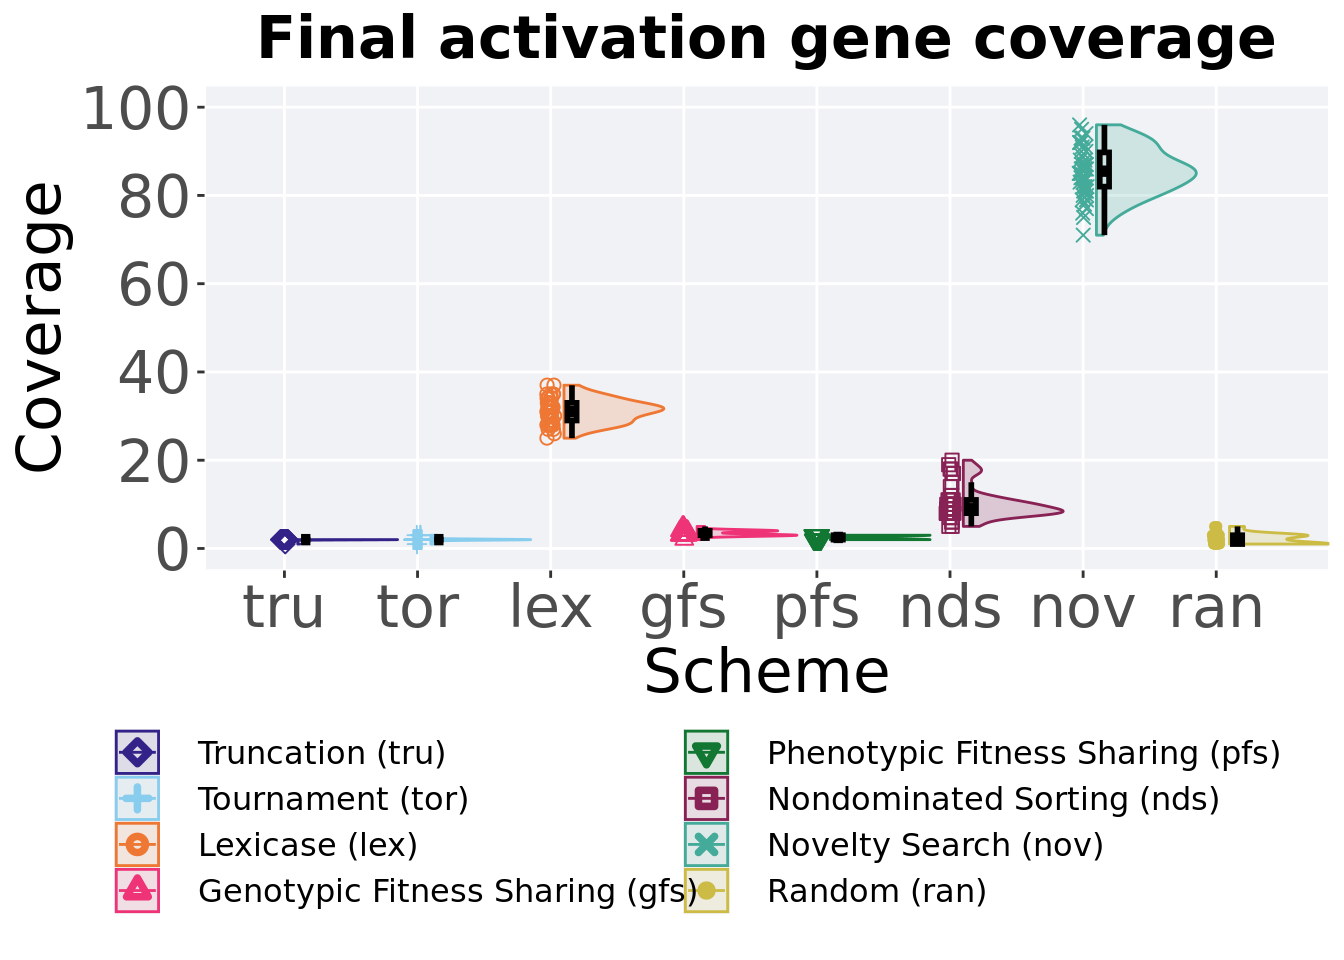 Final activation gene coverage
Coverage
100
80
60
40
20
0
tru tor lex gfs pfs nds nov ran
Scheme
Truncation (tru)
Tournament (tor)
Lexicase (lex)
Genotypic Fitness Sharing (gfs)
Phenotypic Fitness Sharing (pfs)
Nondominated Sorting (nds)
Novelty Search (nov)
Random (ran)